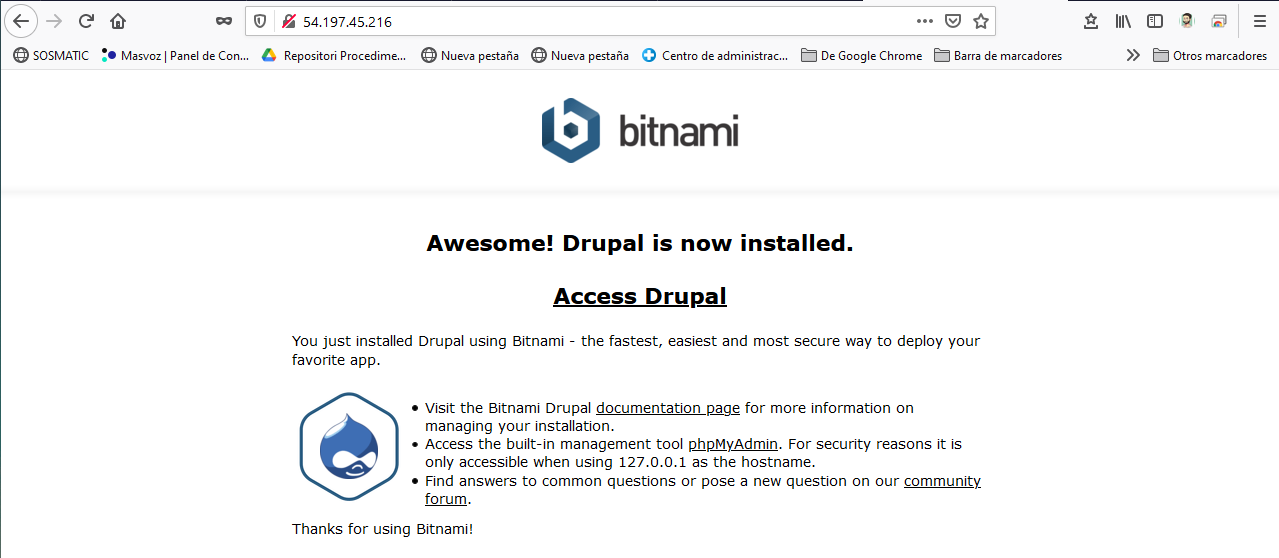 54.197.45.216
SOSMATIC Masvoz | Panel de Con... Repositori Procedime... Nueva pestaña Nueva pestaña Centro de administrac... De Google Chrome Barra de marcadores Otros marcadores
bitnami
Awesome! Drupal is now installed.
Access Drupal
You just installed Drupal using Bitnami - the fastest, easiest and most secure way to deploy your
favorite app.
• Visit the Bitnami Drupal documentation page for more information on
managing your installation.
• Access the built-in management tool phpMyAdmin. For security reasons it is
only accessible when using 127.0.0.1 as the hostname.
• Find answers to common questions or pose a new question on our community
forum.
Thanks for using Bitnami!